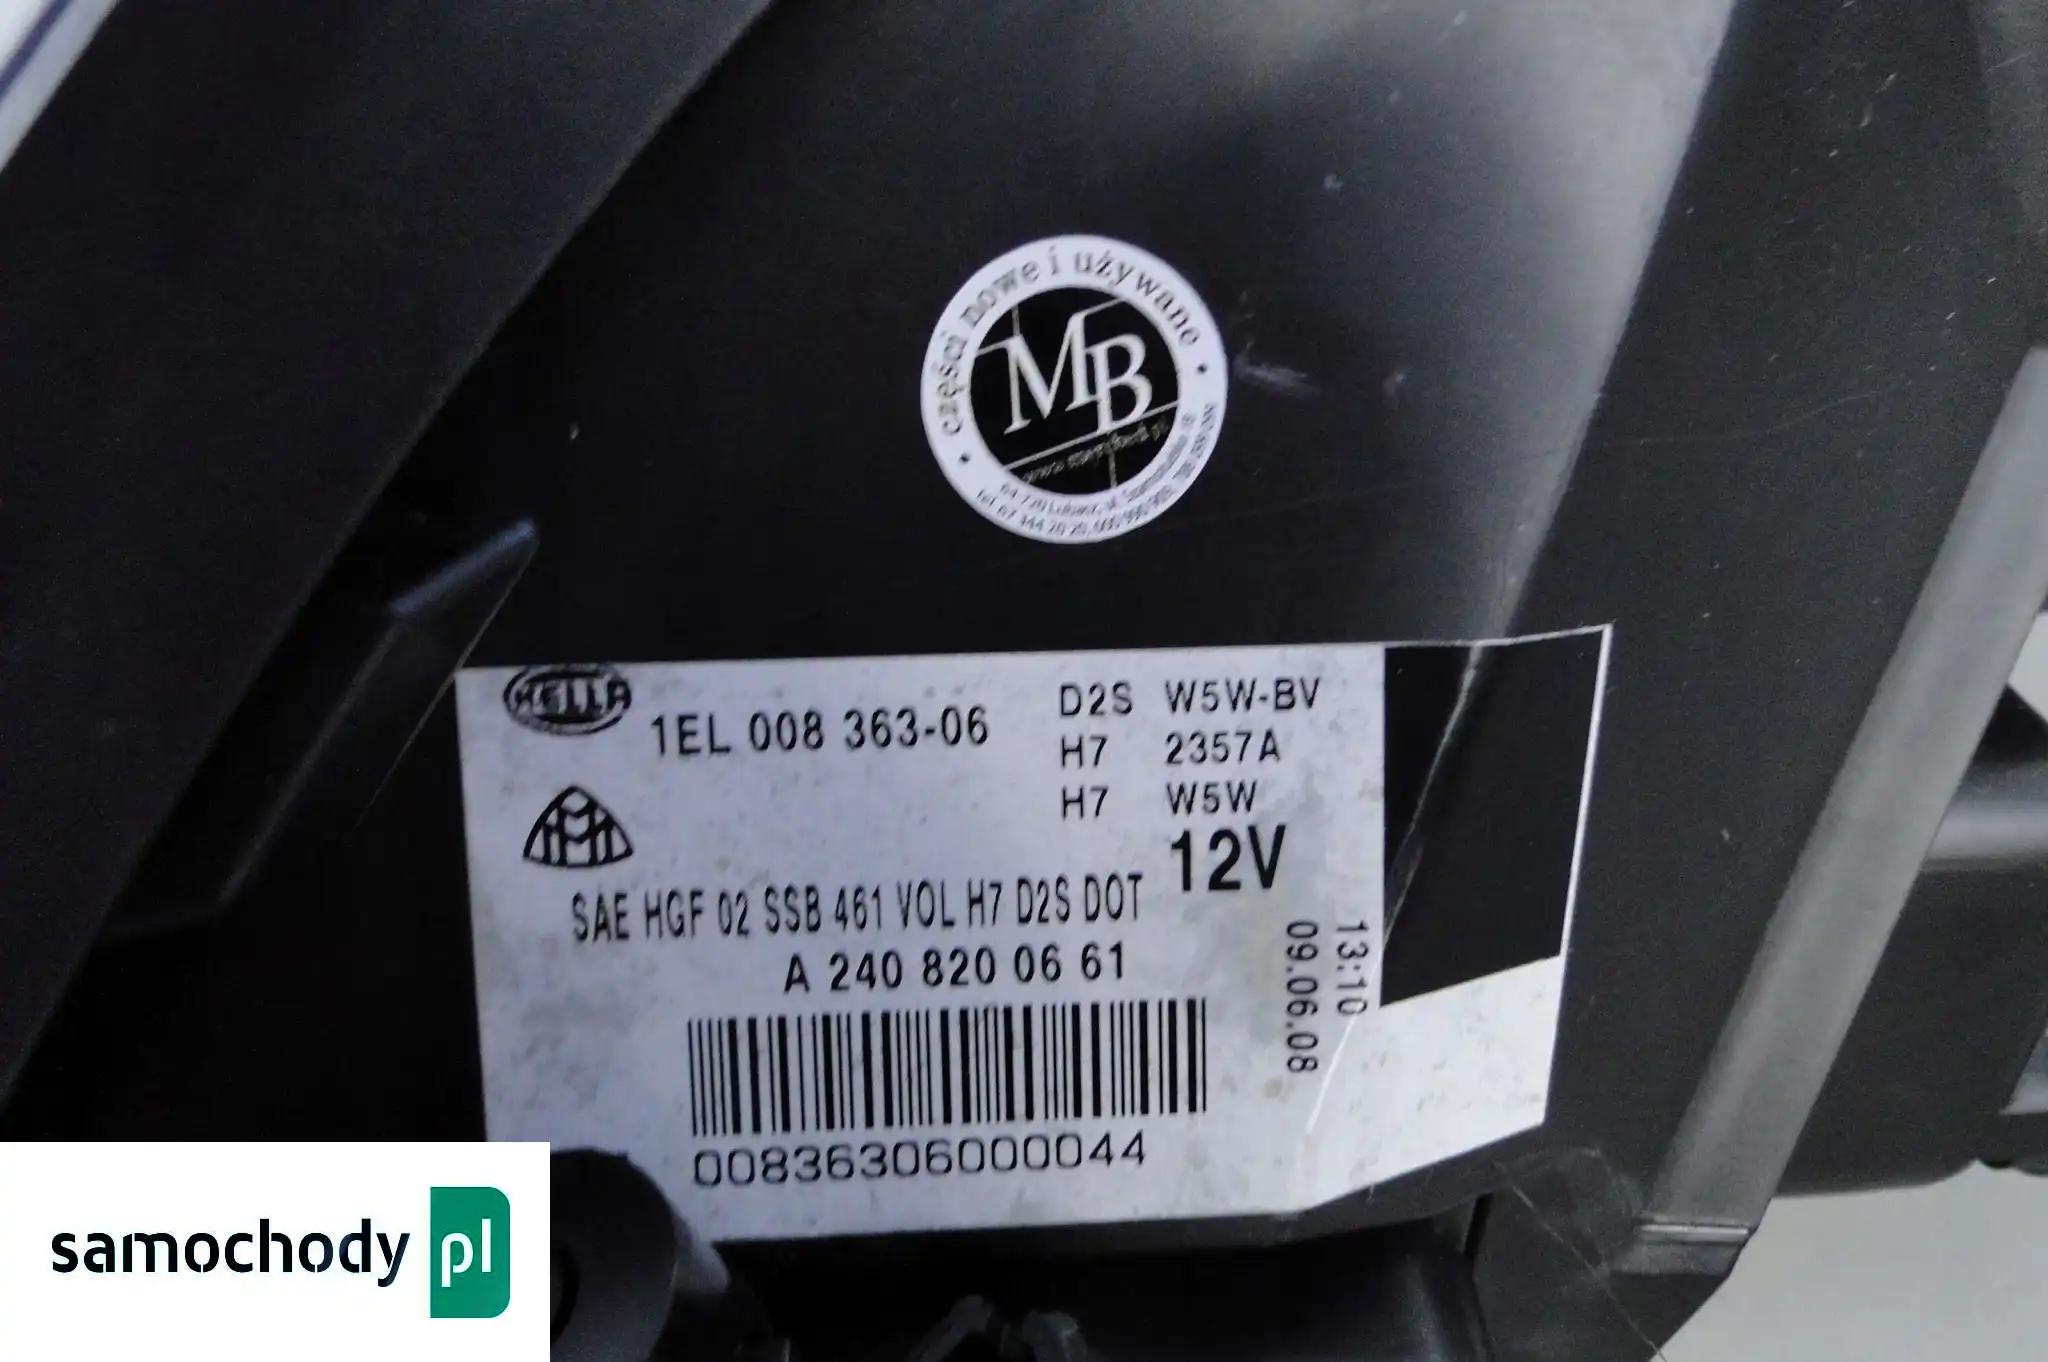 części nowe i używane
MB
HELLA
1EL 008 363-06
D2S W5W-BV
H7 2357A
H7 W5W
12V
SAE HGF 02 SSB 461 VOL H7 D2S DOT
A 240 820 06 61
13:10
09.06.08
00836306000044
samochody pl